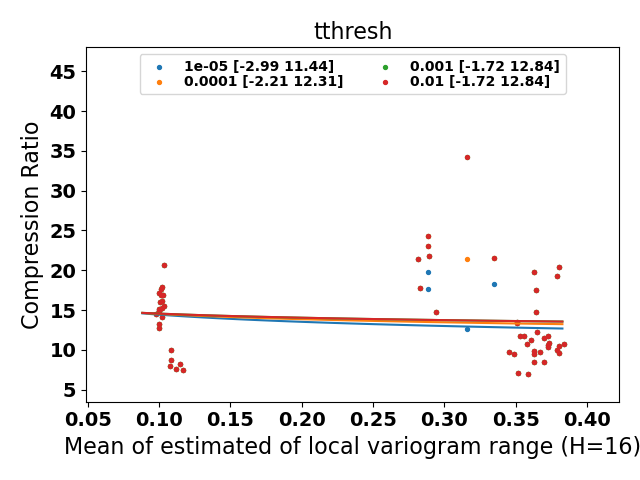 tthresh
1e-05 [-2.99 11.44]
0.0001 [-2.21 12.31]
0.001 [-1.72 12.84]
0.01 [-1.72 12.84]
Compression Ratio
45
40
35
30
25
20
15
10
5
0.05 0.10 0.15 0.20 0.25 0.30 0.35 0.40
Mean of estimated of local variogram range (H=16)